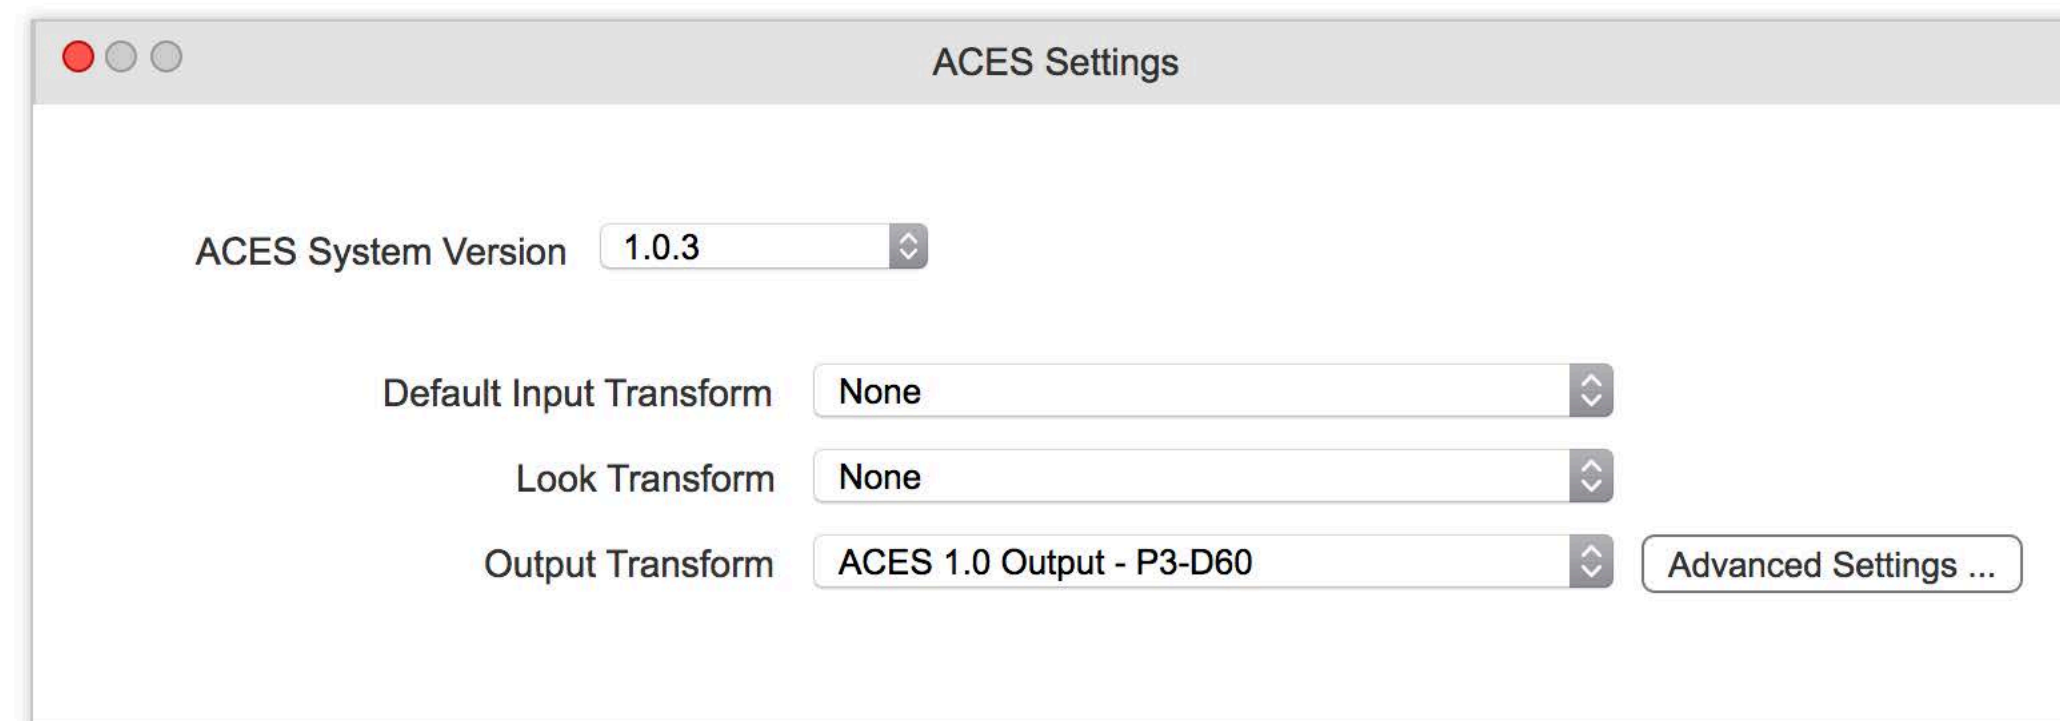 ACES Settings
ACES System Version 1.0.3
Default Input Transform None
Look Transform None
Output Transform ACES 1.0 Output - P3-D60 Advanced Settings ...